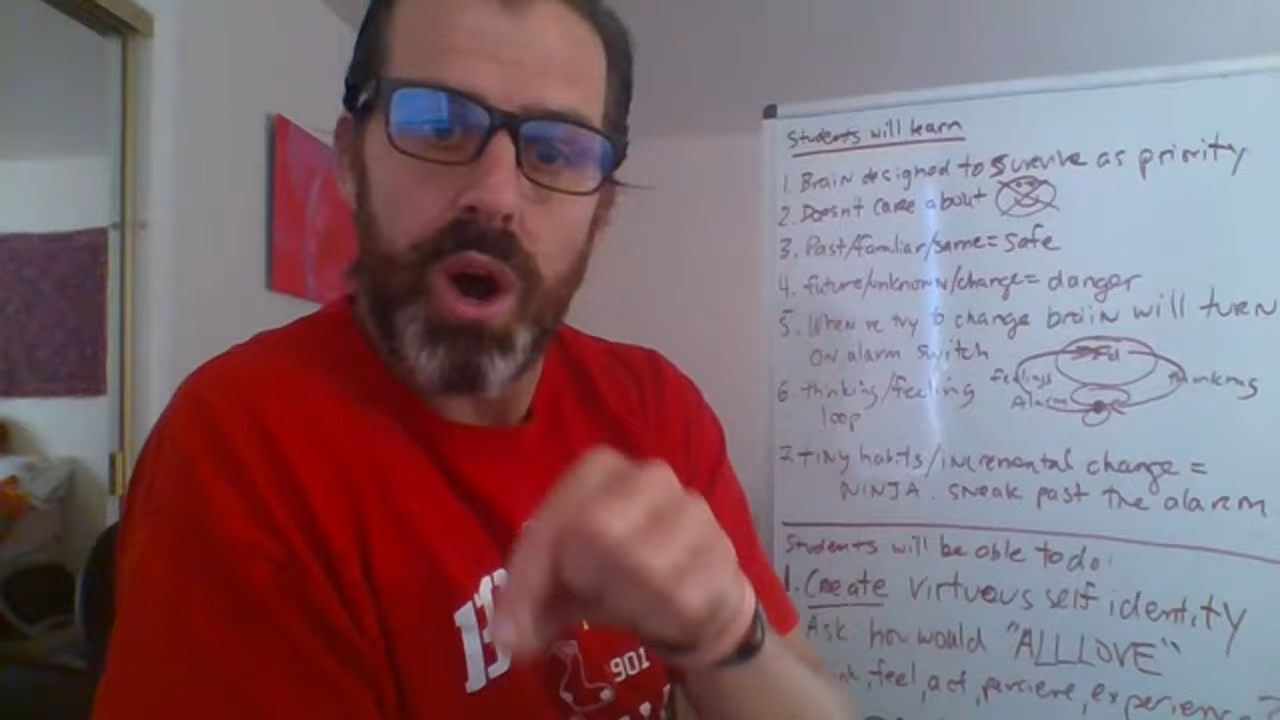 Students will learn
1. Brain designed to survive as priority
2. Doesn't care about
3. Past/familiar/same = safe
4. future/unknown/change = danger
5. When we try to change brain will turn
ON alarm switch
6. thinking/feeling
loop
feelings
thinking
Alarm
7. tiny habits/incremental change =
NINJA. sneak past the alarm
Students will be able to do:
1. Create virtuous self identity
Ask how would "ALLLOVE"
feel, act, perceive, experience?
901